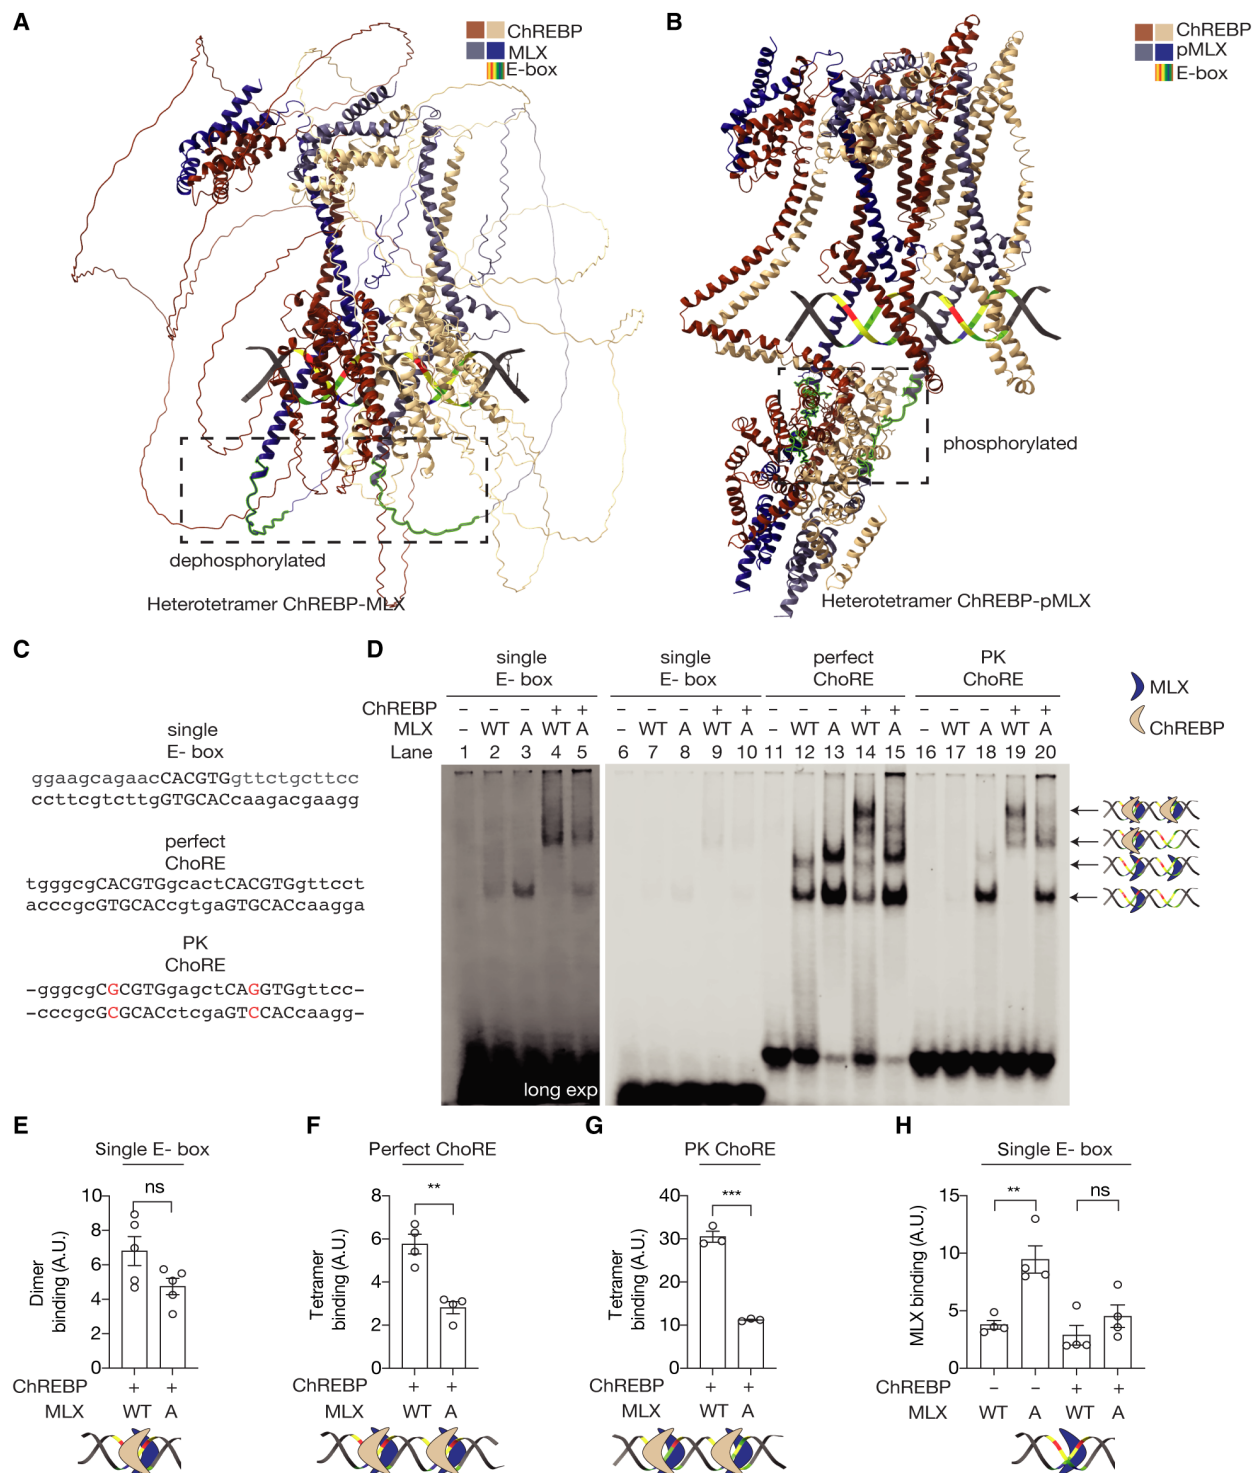 A
ChREBP
MLX
E-box
dephosphorylated
Heterotetramer ChREBP-MLX
B
ChREBP
pMLX
E-box
phosphorylated
Heterotetramer ChREBP-pMLX
C
single
E- box
ggaagcagaacCACGTGgttctgcttcc
ccttcgtcttgGTGCACcaagacgaagg
perfect
ChoRE
tgggcgCACGTGgcactCACGTGgttcct
acccgcGTGCACcgtgaGTGCACcaagga
PK
ChoRE
–gggcgCGCGTGgagctCAGGTGgttcc–
–cccgcGCGCACctcgaGTCCACcaagg–
D
single
E- box
single
E- box
perfect
ChoRE
PK
ChoRE
ChREBP – – – + + – – – + + – – – + + – – – + +
MLX – WT A WT A – WT A WT A – WT A WT A – WT A WT A
Lane 1 2 3 4 5 6 7 8 9 10 11 12 13 14 15 16 17 18 19 20
long exp
MLX
ChREBP
E
Single E- box
ns
Dimer
binding (A.U.)
10
8
6
4
2
0
ChREBP + +
MLX WT A
F
Perfect ChoRE
**
Tetramer
binding (A.U.)
8
6
4
2
0
ChREBP + +
MLX WT A
G
PK ChoRE
***
Tetramer
binding (A.U.)
40
30
20
10
0
ChREBP + +
MLX WT A
H
Single E- box
** ns
MLX binding (A.U.)
15
10
5
0
ChREBP – – + +
MLX WT A WT A